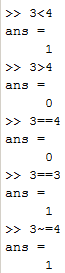 >> 3<4
ans =
1
>> 3>4
ans =
0
>> 3==4
ans =
0
>> 3==3
ans =
1
>> 3~=4
ans =
1